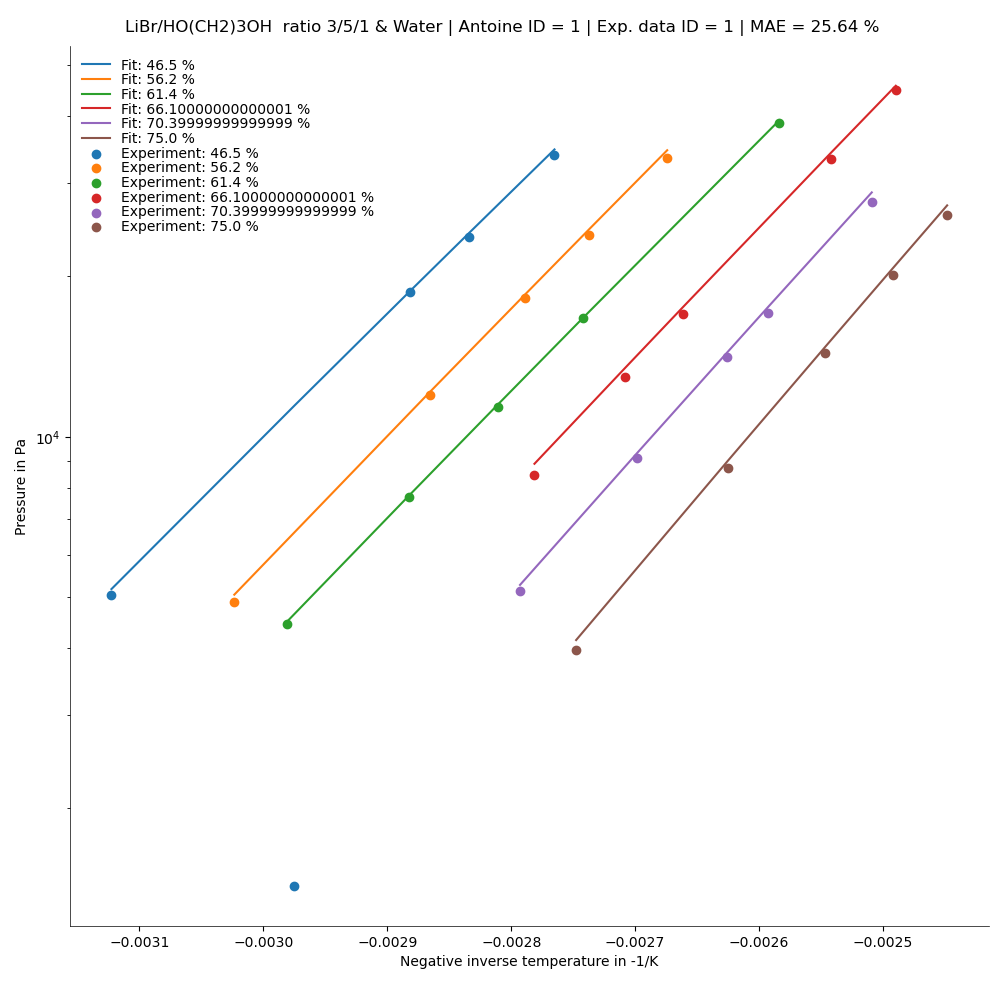 LiBr/HO(CH2)3OH  ratio 3/5/1 & Water | Antoine ID = 1 | Exp. data ID = 1 | MAE = 25.64 %
Fit: 46.5 %
Fit: 56.2 %
Fit: 61.4 %
Fit: 66.10000000000001 %
Fit: 70.39999999999999 %
Fit: 75.0 %
Experiment: 46.5 %
Experiment: 56.2 %
Experiment: 61.4 %
Experiment: 66.10000000000001 %
Experiment: 70.39999999999999 %
Experiment: 75.0 %
10⁴
Pressure in Pa
−0.0031 −0.0030 −0.0029 −0.0028 −0.0027 −0.0026 −0.0025
Negative inverse temperature in -1/K